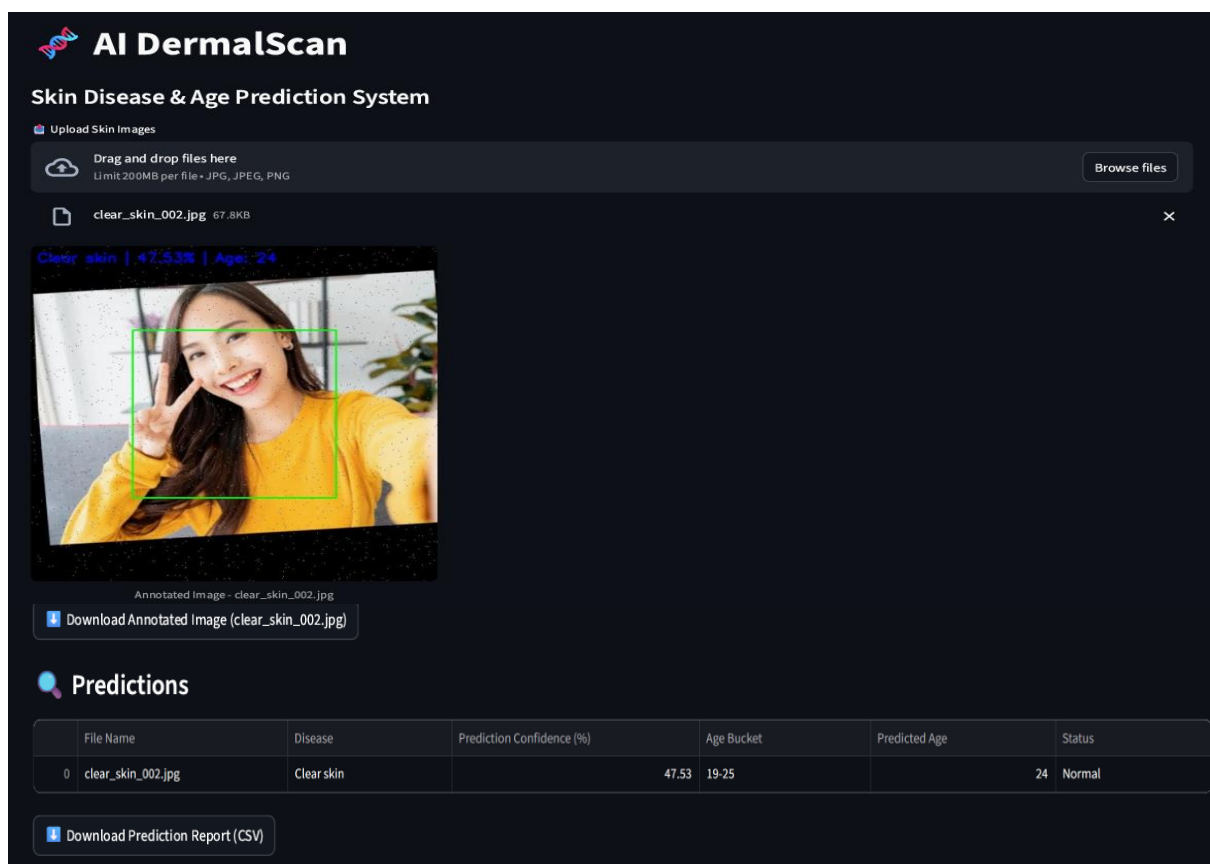 AI DermalScan
Skin Disease & Age Prediction System
Upload Skin Images
Drag and drop files here
Limit 200MB per file • JPG, JPEG, PNG
Browse files
clear_skin_002.jpg 67.8KB
Clear skin | 47.53% | Age: 24
Annotated Image - clear_skin_002.jpg
Download Annotated Image (clear_skin_002.jpg)
Predictions
File Name Disease Prediction Confidence (%) Age Bucket Predicted Age Status
0 clear_skin_002.jpg Clear skin 47.53 19-25 24 Normal
Download Prediction Report (CSV)